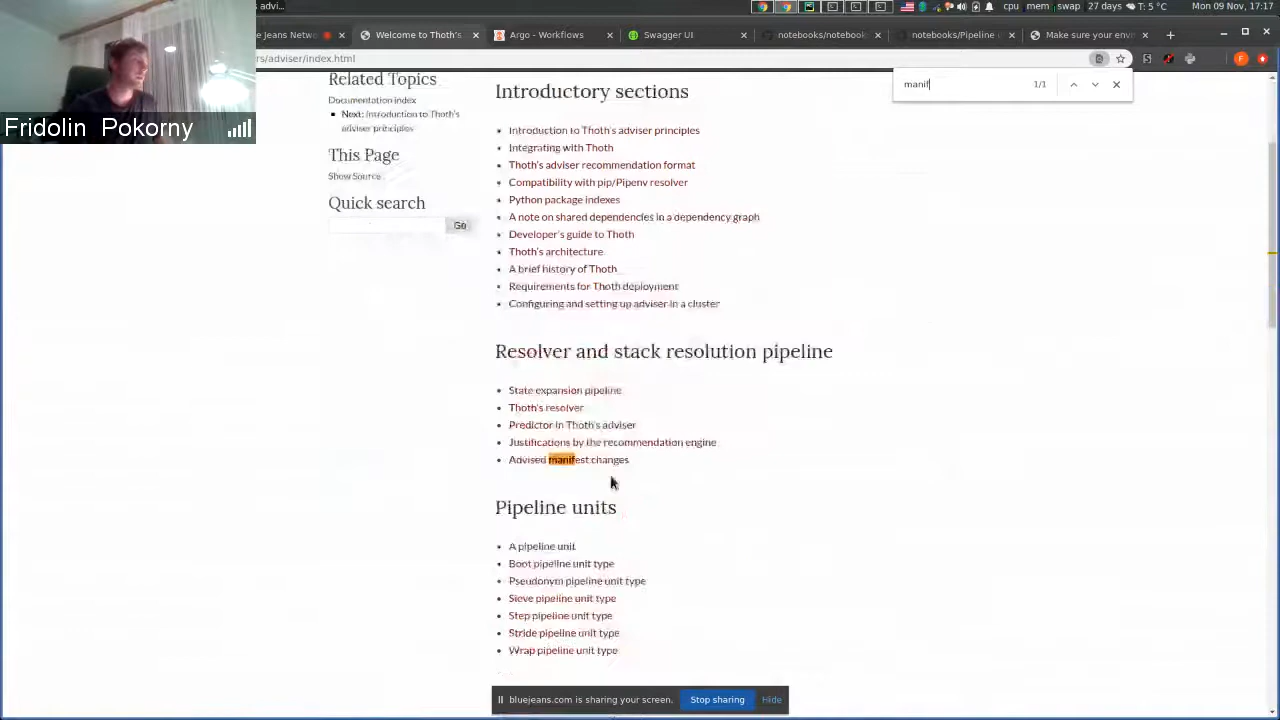 advi...
cpu mem swap 27 days Mon 09 Nov, 17:17
e Jeans Netwo
Welcome to Thoth's
Argo - Workflows
Swagger UI
notebooks/notebook
notebooks/Pipeline
Make sure your env
rs/adviser/index.html
manif
1/1
Fridolin Pokorny
Related Topics
Documentation index
Next: Introduction to Thoth's
adviser principles
This Page
Show Source
Quick search
Go
Introductory sections
Introduction to Thoth's adviser principles
Integrating with Thoth
Thoth's adviser recommendation format
Compatibility with pip/Pipenv resolver
Python package indexes
A note on shared dependencies in a dependency graph
Developer's guide to Thoth
Thoth's architecture
A brief history of Thoth
Requirements for Thoth deployment
Configuring and setting up adviser in a cluster
Resolver and stack resolution pipeline
State expansion pipeline
Thoth's resolver
Predictor in Thoth's adviser
Justifications by the recommendation engine
Advised manifest changes
Pipeline units
A pipeline unit
Boot pipeline unit type
Pseudonym pipeline unit type
Sieve pipeline unit type
Step pipeline unit type
Stride pipeline unit type
Wrap pipeline unit type
bluejeans.com is sharing your screen.
Stop sharing
Hide